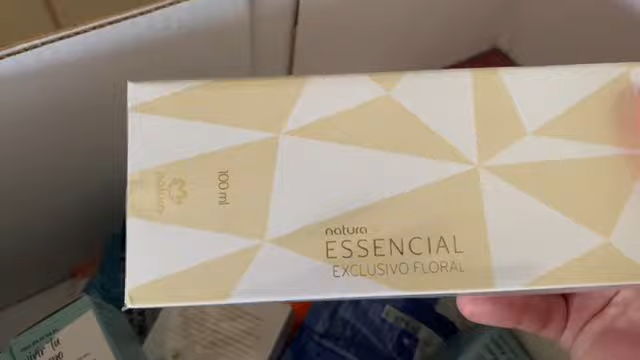 natura
100 ml
natura
ESSENCIAL
EXCLUSIVO FLORAL